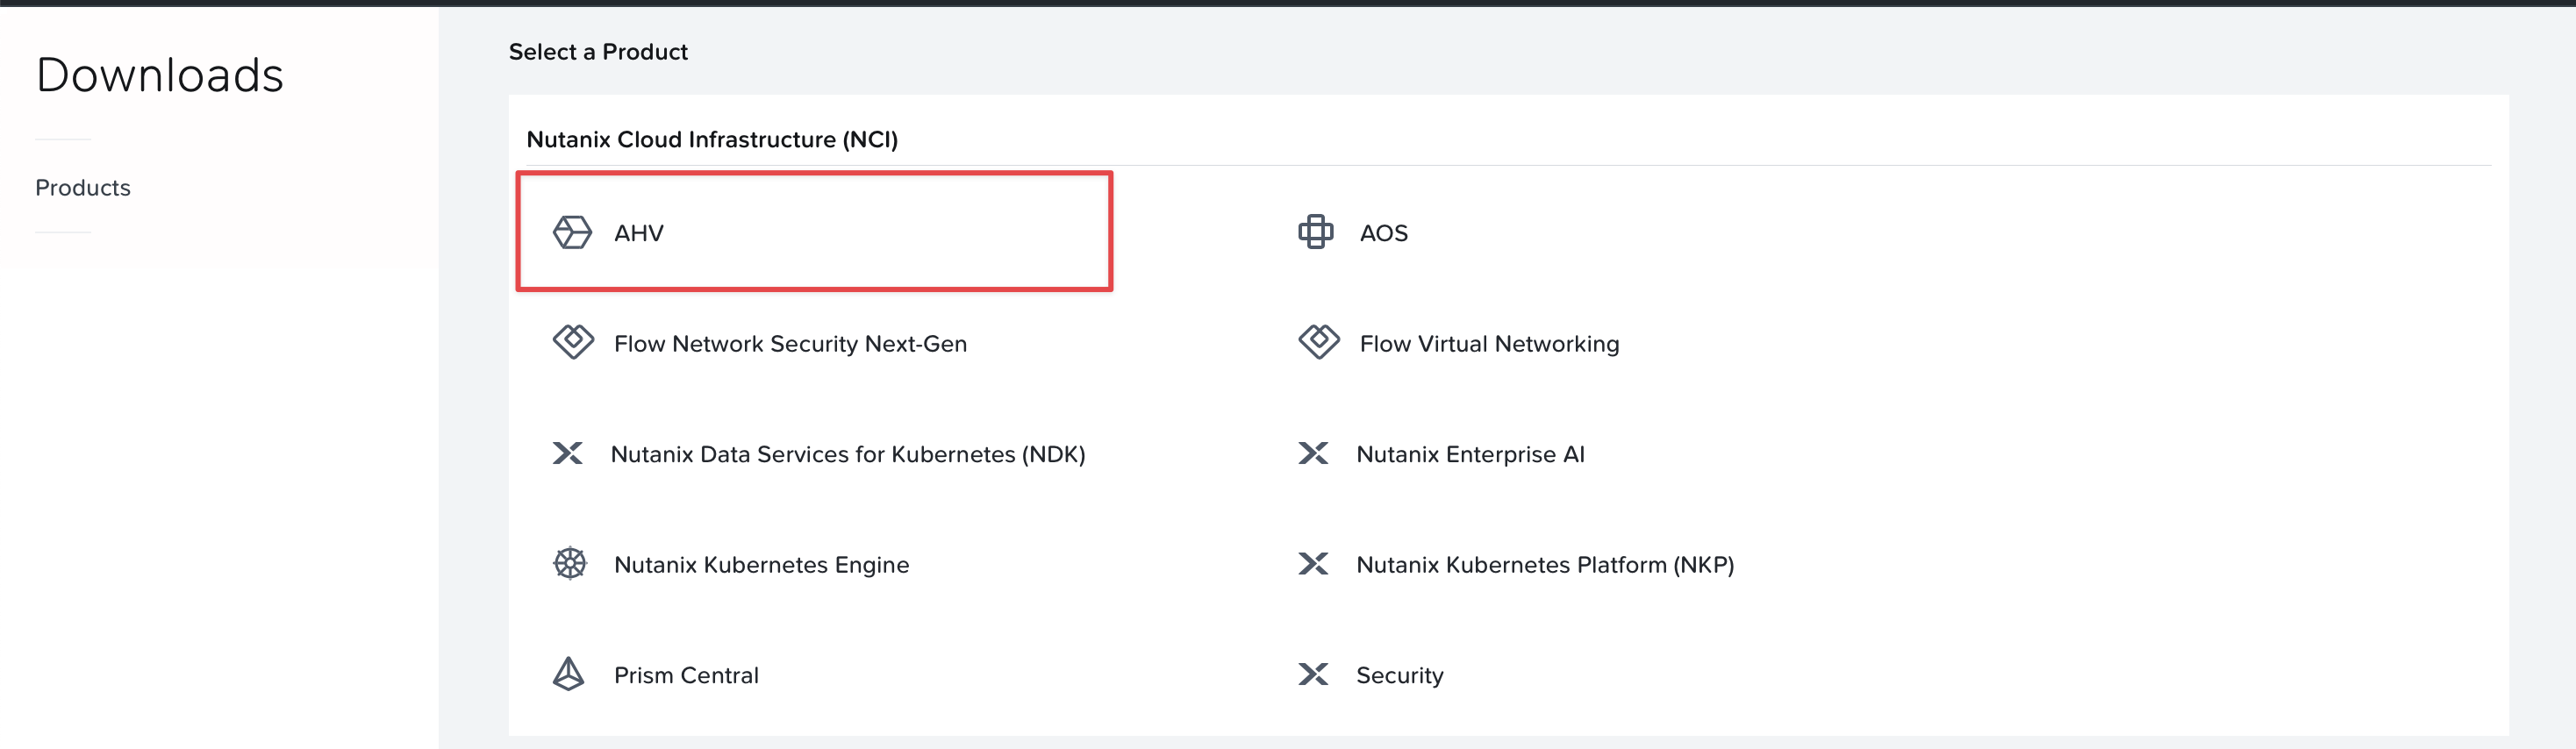 Downloads
Products
Select a Product
Nutanix Cloud Infrastructure (NCI)
AHV
AOS
Flow Network Security Next-Gen
Flow Virtual Networking
Nutanix Data Services for Kubernetes (NDK)
Nutanix Enterprise AI
Nutanix Kubernetes Engine
Nutanix Kubernetes Platform (NKP)
Prism Central
Security